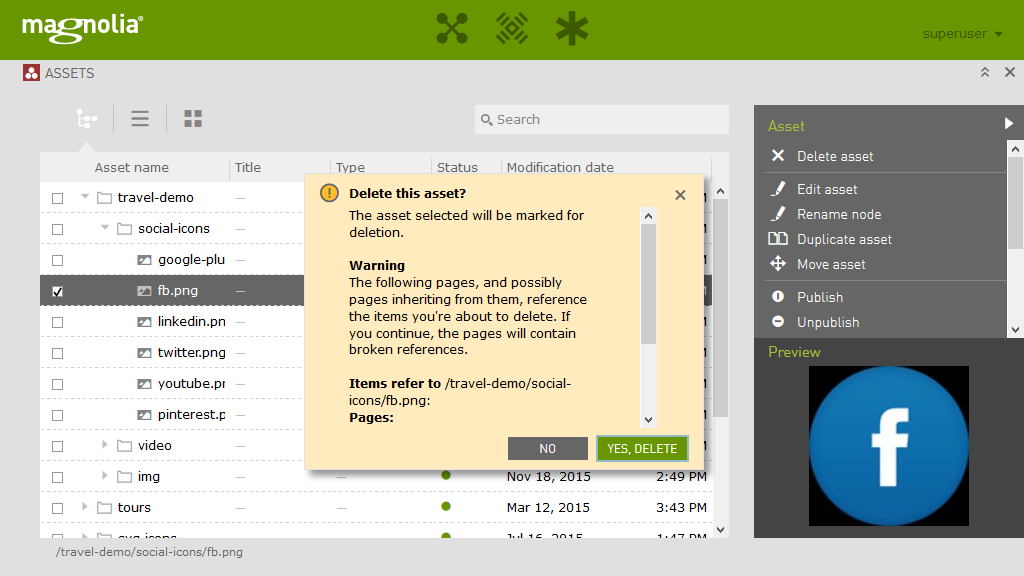 magnolia®
superuser
ASSETS
Search
Asset name Title Type Status Modification date
travel-demo –
social-icons –
google-plu –
fb.png –
linkedin.pn –
twitter.png –
youtube.pr –
pinterest.p –
video
img – – Nov 18, 2015 2:49 PM
tours – – Mar 12, 2015 3:43 PM
svg-icons Jul 16, 2015 1:47 PM
/travel-demo/social-icons/fb.png
Delete this asset?
The asset selected will be marked for
deletion.
Warning
The following pages, and possibly
pages inheriting from them, reference
the items you're about to delete. If
you continue, the pages will contain
broken references.
Items refer to /travel-demo/social-
icons/fb.png:
Pages:
NO YES, DELETE
Asset
Delete asset
Edit asset
Rename node
Duplicate asset
Move asset
Publish
Unpublish
Preview
f